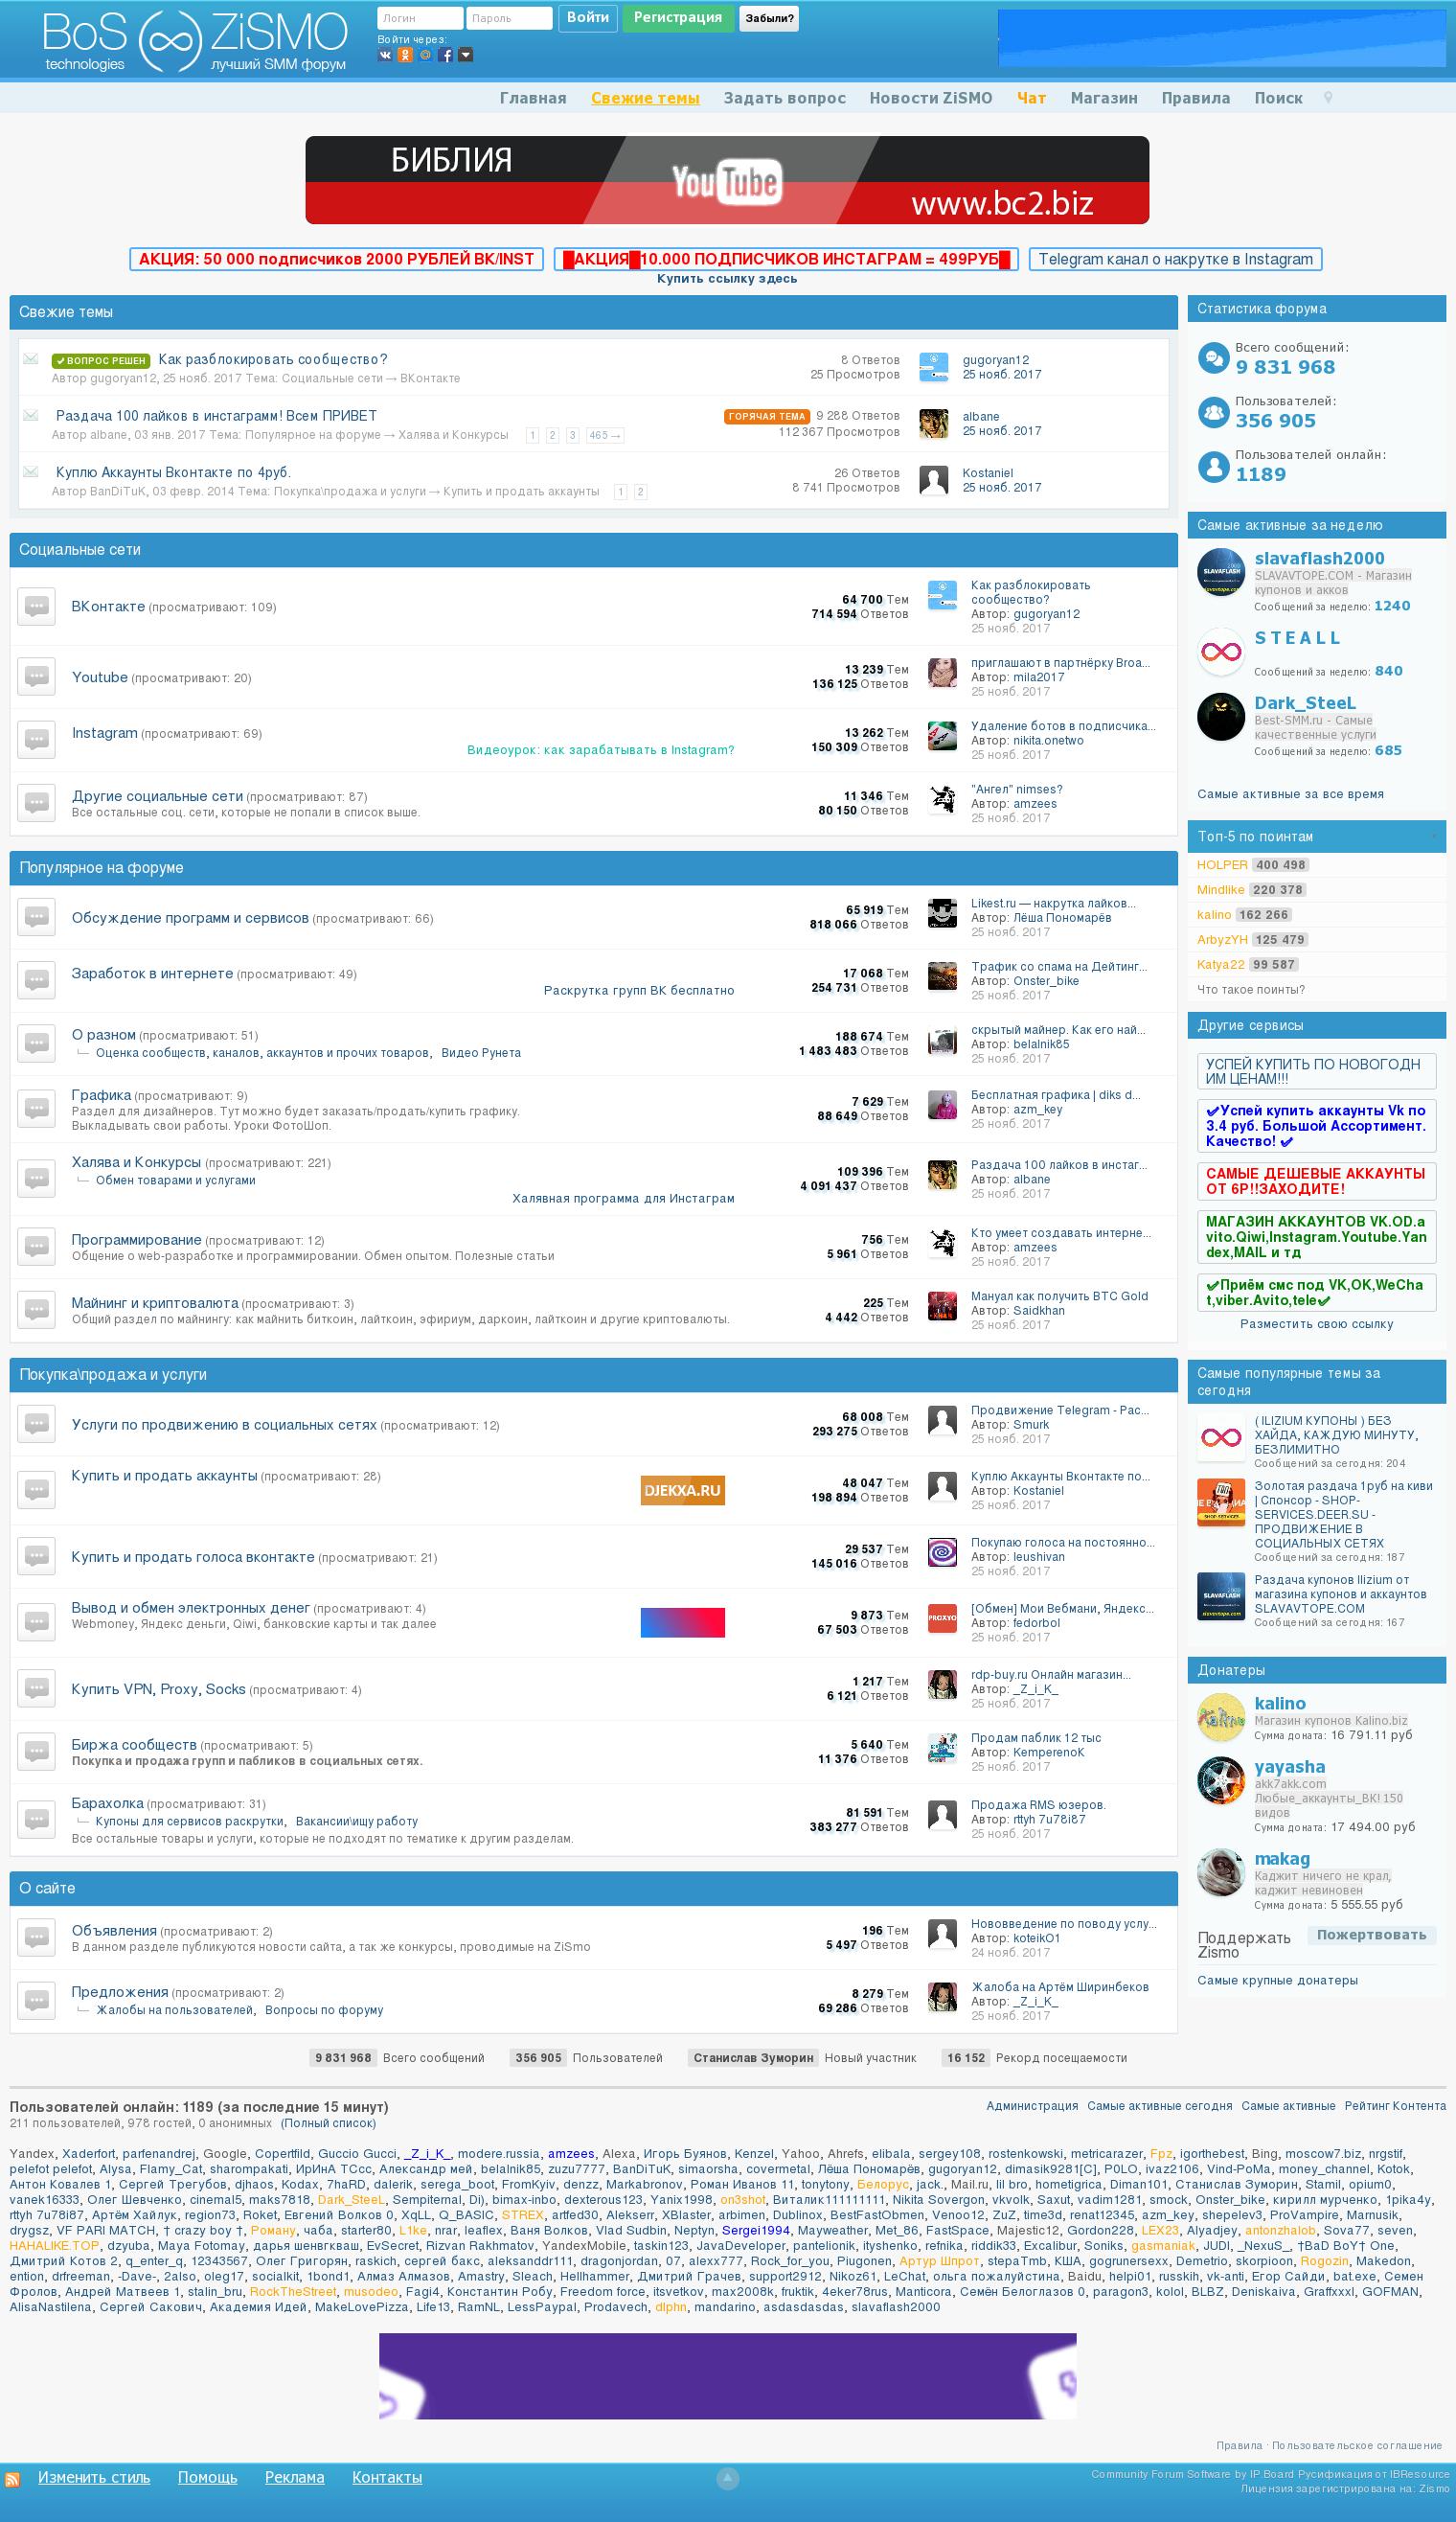 BoS ZiSMO
technologies лучший SMM форум
Логин Пароль Войти Регистрация Забыли?
Войти через:
Главная Свежие темы Задать вопрос Новости ZiSMO Чат Магазин Правила Поиск
БИБЛИЯ
YouTube
www.bc2.biz
АКЦИЯ: 50 000 подписчиков 2000 РУБЛЕЙ ВК/INST
█АКЦИЯ█10.000 ПОДПИСЧИКОВ ИНСТАГРАМ = 499РУБ█
Telegram канал о накрутке в Instagram
Купить ссылку здесь
Свежие темы
ВОПРОС РЕШЕН Как разблокировать сообщество?
Автор gugoryan12, 25 нояб. 2017 Тема: Социальные сети → ВКонтакте
8 Ответов
25 Просмотров
gugoryan12
25 нояб. 2017
Раздача 100 лайков в инстаграмм! Всем ПРИВЕТ
Автор albane, 03 янв. 2017 Тема: Популярное на форуме → Халява и Конкурсы 1 2 3 465 →
ГОРЯЧАЯ ТЕМА 9 288 Ответов
112 367 Просмотров
albane
25 нояб. 2017
Куплю Аккаунты Вконтакте по 4руб.
Автор BanDiTuK, 03 февр. 2014 Тема: Покупка\продажа и услуги → Купить и продать аккаунты 1 2
26 Ответов
8 741 Просмотров
Kostaniel
25 нояб. 2017
Социальные сети
ВКонтакте (просматривают: 109)
64 700 Тем
714 594 Ответов
Как разблокировать
сообщество?
Автор: gugoryan12
25 нояб. 2017
Youtube (просматривают: 20)
13 239 Тем
136 125 Ответов
приглашают в партнёрку Broa...
Автор: mila2017
25 нояб. 2017
Instagram (просматривают: 69)
Видеоурок: как зарабатывать в Instagram?
13 262 Тем
150 309 Ответов
Удаление ботов в подписчика...
Автор: nikita.onetwo
25 нояб. 2017
Другие социальные сети (просматривают: 87)
Все остальные соц. сети, которые не попали в список выше.
11 346 Тем
80 150 Ответов
"Ангел" nimses?
Автор: amzees
25 нояб. 2017
Популярное на форуме
Обсуждение программ и сервисов (просматривают: 66)
65 919 Тем
818 066 Ответов
Likest.ru — накрутка лайков...
Автор: Лёша Пономарёв
25 нояб. 2017
Заработок в интернете (просматривают: 49)
Раскрутка групп ВК бесплатно
17 068 Тем
254 731 Ответов
Трафик со спама на Дейтинг...
Автор: Onster_bike
25 нояб. 2017
О разном (просматривают: 51)
Оценка сообществ, каналов, аккаунтов и прочих товаров, Видео Рунета
188 674 Тем
1 483 483 Ответов
скрытый майнер. Как его най...
Автор: belalnik85
25 нояб. 2017
Графика (просматривают: 9)
Раздел для дизайнеров. Тут можно будет заказать/продать/купить графику.
Выкладывать свои работы. Уроки ФотоШоп.
7 629 Тем
88 649 Ответов
Бесплатная графика | diks d...
Автор: azm_key
25 нояб. 2017
Халява и Конкурсы (просматривают: 221)
Обмен товарами и услугами
Халявная программа для Инстаграм
109 396 Тем
4 091 437 Ответов
Раздача 100 лайков в инстаг...
Автор: albane
25 нояб. 2017
Программирование (просматривают: 12)
Общение о web-разработке и программировании. Обмен опытом. Полезные статьи
756 Тем
5 961 Ответов
Кто умеет создавать интерне...
Автор: amzees
25 нояб. 2017
Майнинг и криптовалюта (просматривают: 3)
Общий раздел по майнингу: как майнить биткоин, лайткоин, эфириум, даркоин, лайткоин и другие криптовалюты.
225 Тем
4 442 Ответов
Мануал как получить BTC Gold
Автор: Saidkhan
25 нояб. 2017
Покупка\продажа и услуги
Услуги по продвижению в социальных сетях (просматривают: 12)
68 008 Тем
293 275 Ответов
Продвижение Telegram - Рас...
Автор: Smurk
25 нояб. 2017
Купить и продать аккаунты (просматривают: 28)
DJEKXA.RU
48 047 Тем
198 894 Ответов
Куплю Аккаунты Вконтакте по...
Автор: Kostaniel
25 нояб. 2017
Купить и продать голоса вконтакте (просматривают: 21)
29 537 Тем
145 016 Ответов
Покупаю голоса на постоянно...
Автор: leushivan
25 нояб. 2017
Вывод и обмен электронных денег (просматривают: 4)
Webmoney, Яндекс деньги, Qiwi, банковские карты и так далее
9 873 Тем
67 503 Ответов
PROXYO
[Обмен] Мои Вебмани, Яндекс...
Автор: fedorbol
25 нояб. 2017
Купить VPN, Proxy, Socks (просматривают: 4)
1 217 Тем
6 121 Ответов
rdp-buy.ru Онлайн магазин...
Автор: _Z_i_K_
25 нояб. 2017
Биржа сообществ (просматривают: 5)
Покупка и продажа групп и пабликов в социальных сетях.
5 640 Тем
11 376 Ответов
Продам паблик 12 тыс
Автор: KemperenoK
25 нояб. 2017
Барахолка (просматривают: 31)
Купоны для сервисов раскрутки, Вакансии\ищу работу
Все остальные товары и услуги, которые не подходят по тематике к другим разделам.
81 591 Тем
383 277 Ответов
Продажа RMS юзеров.
Автор: rttyh 7u78i87
25 нояб. 2017
О сайте
Объявления (просматривают: 2)
В данном разделе публикуются новости сайта, а так же конкурсы, проводимые на ZiSmo
196 Тем
5 497 Ответов
Нововведение по поводу услу...
Автор: koteikO1
24 нояб. 2017
Предложения (просматривают: 2)
Жалобы на пользователей, Вопросы по форуму
8 279 Тем
69 286 Ответов
Жалоба на Артём Ширинбеков
Автор: _Z_i_K_
25 нояб. 2017
Статистика форума
Всего сообщений:
9 831 968
Пользователей:
356 905
Пользователей онлайн:
1189
Самые активные за неделю
slavaflash2000
SLAVAVTOPE.COM - Магазин
купонов и акков
Сообщений за неделю: 1240
S T E A L L
Сообщений за неделю: 840
Dark_SteeL
Best-SMM.ru - Самые
качественные услуги
Сообщений за неделю: 685
Самые активные за все время
Топ-5 по поинтам
HOLPER 400 498
Mindlike 220 378
kalino 162 266
ArbyzYH 125 479
Katya22 99 587
Что такое поинты?
Другие сервисы
УСПЕЙ КУПИТЬ ПО НОВОГОДН
ИМ ЦЕНАМ!!!
✔Успей купить аккаунты Vk по
3.4 руб. Большой Ассортимент.
Качество! ✔
САМЫЕ ДЕШЕВЫЕ АККАУНТЫ
ОТ 6Р!!ЗАХОДИТЕ!
МАГАЗИН АККАУНТОВ VK.OD.a
vito.Qiwi,Instagram.Youtube.Yan
dex,MAIL и тд
✔Приём смс под VK,OK,WeCha
t,viber.Avito,tele✔
Разместить свою ссылку
Самые популярные темы за
сегодня
( ILIZIUM КУПОНЫ ) БЕЗ
ХАЙДА, КАЖДУЮ МИНУТУ,
БЕЗЛИМИТНО
Сообщений за сегодня: 204
Золотая раздача 1руб на киви
| Спонсор - SHOP-
SERVICES.DEER.SU -
ПРОДВИЖЕНИЕ В
СОЦИАЛЬНЫХ СЕТЯХ
Сообщений за сегодня: 187
Раздача купонов Ilizium от
магазина купонов и аккаунтов
SLAVAVTOPE.COM
Сообщений за сегодня: 167
Донатеры
kalino
Магазин купонов Kalino.biz
Сумма доната: 16 791.11 руб
yayasha
akk7akk.com
Любые_аккаунты_ВК! 150
видов
Сумма доната: 17 494.00 руб
makag
Каджит ничего не крал,
каджит невиновен
Сумма доната: 5 555.55 руб
Поддержать
Zismo
Пожертвовать
Самые крупные донатеры
9 831 968 Всего сообщений 356 905 Пользователей Станислав Зуморин Новый участник 16 152 Рекорд посещаемости
Пользователей онлайн: 1189 (за последние 15 минут)
Администрация Самые активные сегодня Самые активные Рейтинг Контента
211 пользователей, 978 гостей, 0 анонимных (Полный список)
Yandex, Xaderfort, parfenandrej, Google, Copertfild, Guccio Gucci, _Z_i_K_, modere.russia, amzees, Alexa, Игорь Буянов, Kenzel, Yahoo, Ahrefs, elibala, sergey108, rostenkowski, metricarazer, Fpz, igorthebest, Bing, moscow7.biz, nrgstif,
pelefot pelefot, Alysa, Flamy_Cat, sharompakati, ИрИнА ТСсс, Александр мей, belalnik85, zuzu7777, BanDiTuK, simaorsha, covermetal, Лёша Пономарёв, gugoryan12, dimasik9281[C], P0LO, ivaz2106, Vind-PoMa, money_channel, Kotok,
Антон Ковалев 1, Сергей Трегубов, djhaos, Kodax, 7haRD, dalerik, serega_boot, FromKyiv, denzz, Markabronov, Роман Иванов 11, tonytony, Белорус, jack., Mail.ru, lil bro, hometigrica, Diman101, Станислав Зуморин, Stamil, opium0,
vanek16333, Олег Шевченко, cinemal5, maks7818, Dark_SteeL, Sempiternal, Dj), bimax-inbo, dexterous123, Yanix1998, on3shot, Виталик111111111, Nikita Sovergon, vkvolk, Saxut, vadim1281, smock, Onster_bike, кирилл мурченко, 1pika4y,
rttyh 7u78i87, Артём Хайлук, region73, Roket, Евгений Волков 0, XqLL, Q_BASIC, STREX, artfed30, Alekserr, XBlaster, arbimen, Dublinox, BestFastObmen, Venoo12, ZuZ, time3d, renat12345, azm_key, shepelev3, ProVampire, Marnusik,
drygsz, VF PARI MATCH, † crazy boy †, Роману, чаба, starter80, L1ke, nrar, leaflex, Ваня Волков, Vlad Sudbin, Neptyn, Sergei1994, Mayweather, Met_86, FastSpace, Majestic12, Gordon228, LEX23, Alyadjey, antonzhalob, Sova77, seven,
HAHALIKE.TOP, dzyuba, Maya Fotomay, дарья шенвгкваш, EvSecret, Rizvan Rakhmatov, YandexMobile, taskin123, JavaDeveloper, pantelionik, ityshenko, refnika, riddik33, Excalibur, Soniks, gasmaniak, JUDI, _NexuS_, †BaD BoY† One,
Дмитрий Котов 2, q_enter_q, 12343567, Олег Григорян, raskich, сергей бакс, aleksanddr111, dragonjordan, 07, alexx777, Rock_for_you, Piugonen, Артур Шпрот, stepaTmb, КША, gogrunersexx, Demetrio, skorpioon, Rogozin, Makedon,
ention, drfreeman, -Dave-, 2also, oleg17, socialkit, 1bond1, Алмаз Алмазов, Amastry, Sleach, Hellhammer, Дмитрий Грачев, support2912, Nikoz61, LeChat, ольга пожалуйстина, Baidu, helpi01, russkih, vk-anti, Егор Сайди, bat.exe, Семен
Фролов, Андрей Матвеев 1, stalin_bru, RockTheStreet, musodeo, Fagi4, Константин Робу, Freedom force, itsvetkov, max2008k, fruktik, 4eker78rus, Manticora, Семён Белоглазов 0, paragon3, kolol, BLBZ, Deniskaiva, Graffxxxl, GOFMAN,
AlisaNastilena, Сергей Сакович, Академия Идей, MakeLovePizza, Life13, RamNL, LessPaypal, Prodavech, dlphn, mandarino, asdasdasdas, slavaflash2000
Правила · Пользовательское соглашение
Изменить стиль Помощь Реклама Контакты
Community Forum Software by IP.Board Русификация от IBResource
Лицензия зарегистрирована на: Zismo